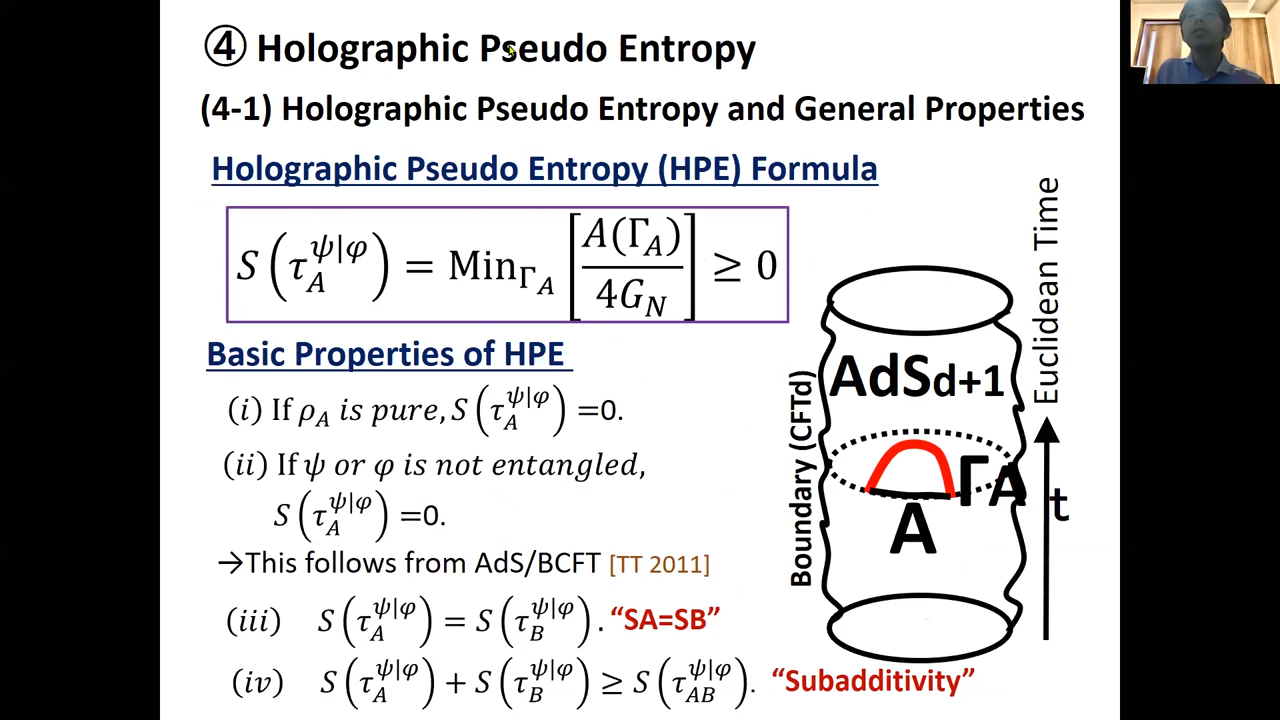 ④ Holographic Pseudo Entropy
(4-1) Holographic Pseudo Entropy and General Properties
Holographic Pseudo Entropy (HPE) Formula
S(τ_A^{ψ|φ}) = Min_{Γ_A} [A(Γ_A) / 4G_N] ≥ 0
Basic Properties of HPE
(i) If ρ_A is pure, S(τ_A^{ψ|φ}) =0.
(ii) If ψ or φ is not entangled,
S(τ_A^{ψ|φ}) =0.
→This follows from AdS/BCFT [TT 2011]
(iii) S(τ_A^{ψ|φ}) = S(τ_B^{ψ|φ}). “SA=SB”
(iv) S(τ_A^{ψ|φ}) + S(τ_B^{ψ|φ}) ≥ S(τ_{AB}^{ψ|φ}). “Subadditivity”
Boundary (CFTd)
AdSd+1
ΓA
A
t
Euclidean Time